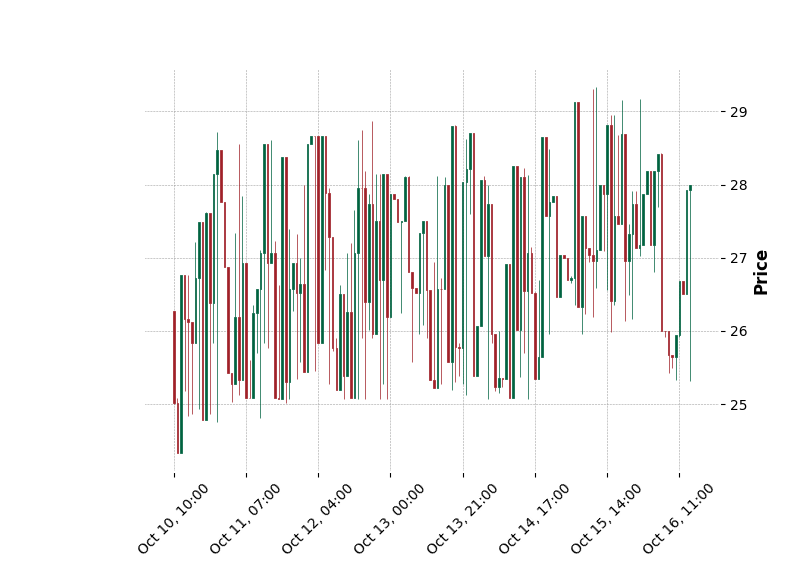 29
28
27
26
25
Price
Oct 10, 10:00
Oct 11, 07:00
Oct 12, 04:00
Oct 13, 00:00
Oct 13, 21:00
Oct 14, 17:00
Oct 15, 14:00
Oct 16, 11:00